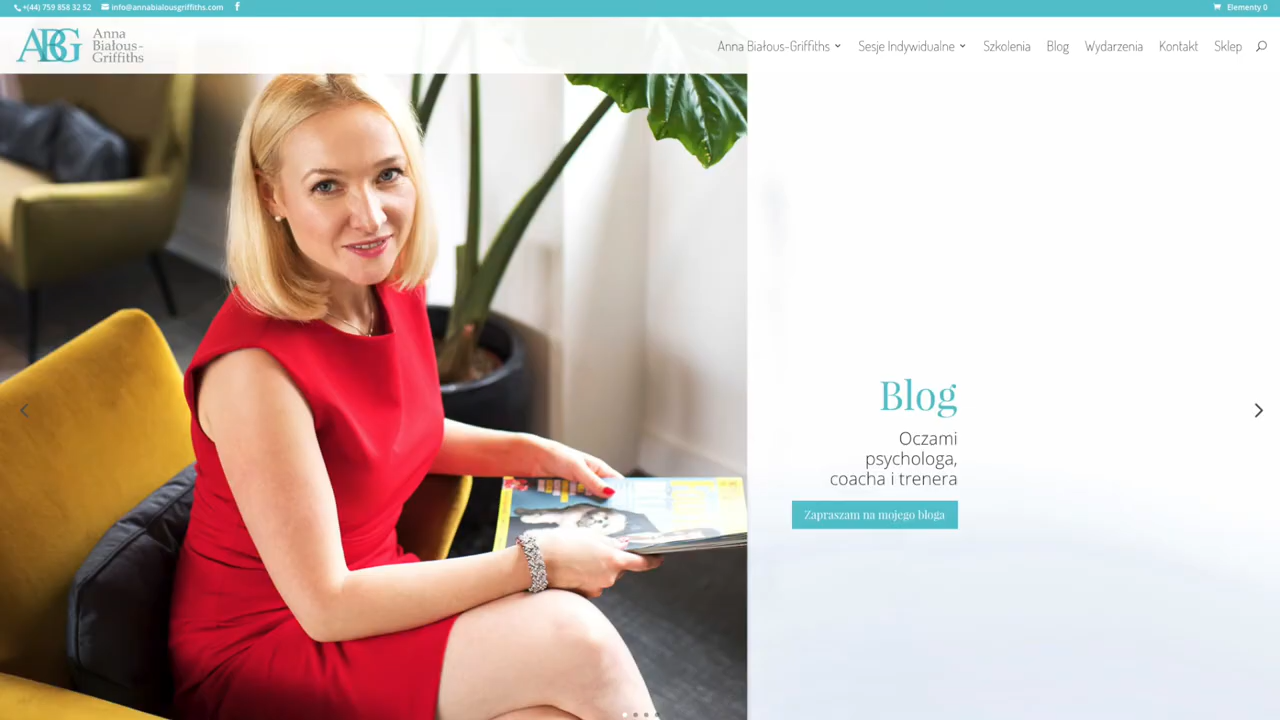 +(44) 759 858 32 52 info@annabialousgriffiths.com f Elementy 0
ABG Anna
Białous-
Griffiths
Anna Białous-Griffiths Sesje Indywidualne Szkolenia Blog Wydarzenia Kontakt Sklep
Blog
Oczami
psychologa,
coacha i trenera
Zapraszam na mojego bloga